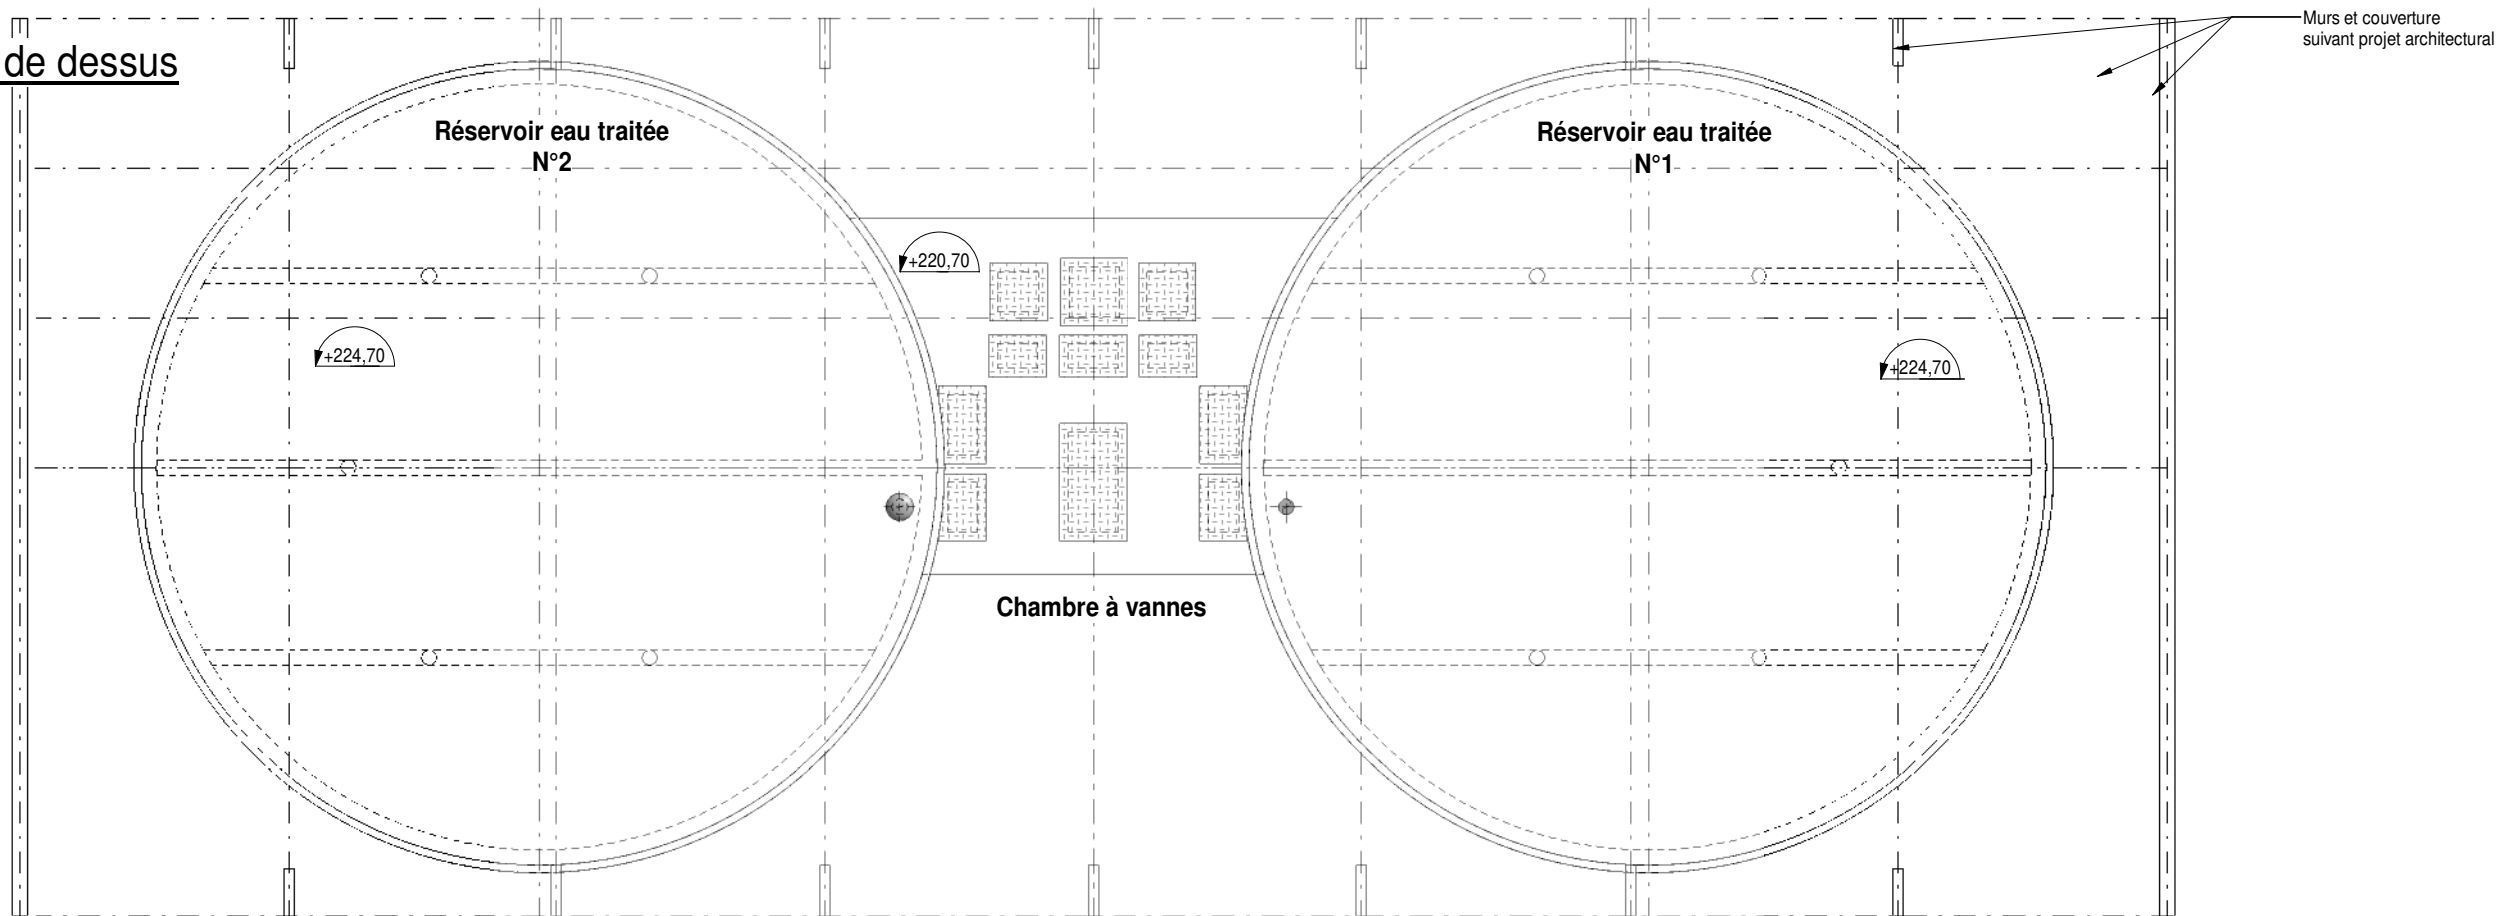 Murs et couverture
suivant projet architectural
de dessus
Réservoir eau traitée
N°2
Réservoir eau traitée
N°1
+220,70
+224,70
+224,70
Chambre à vannes